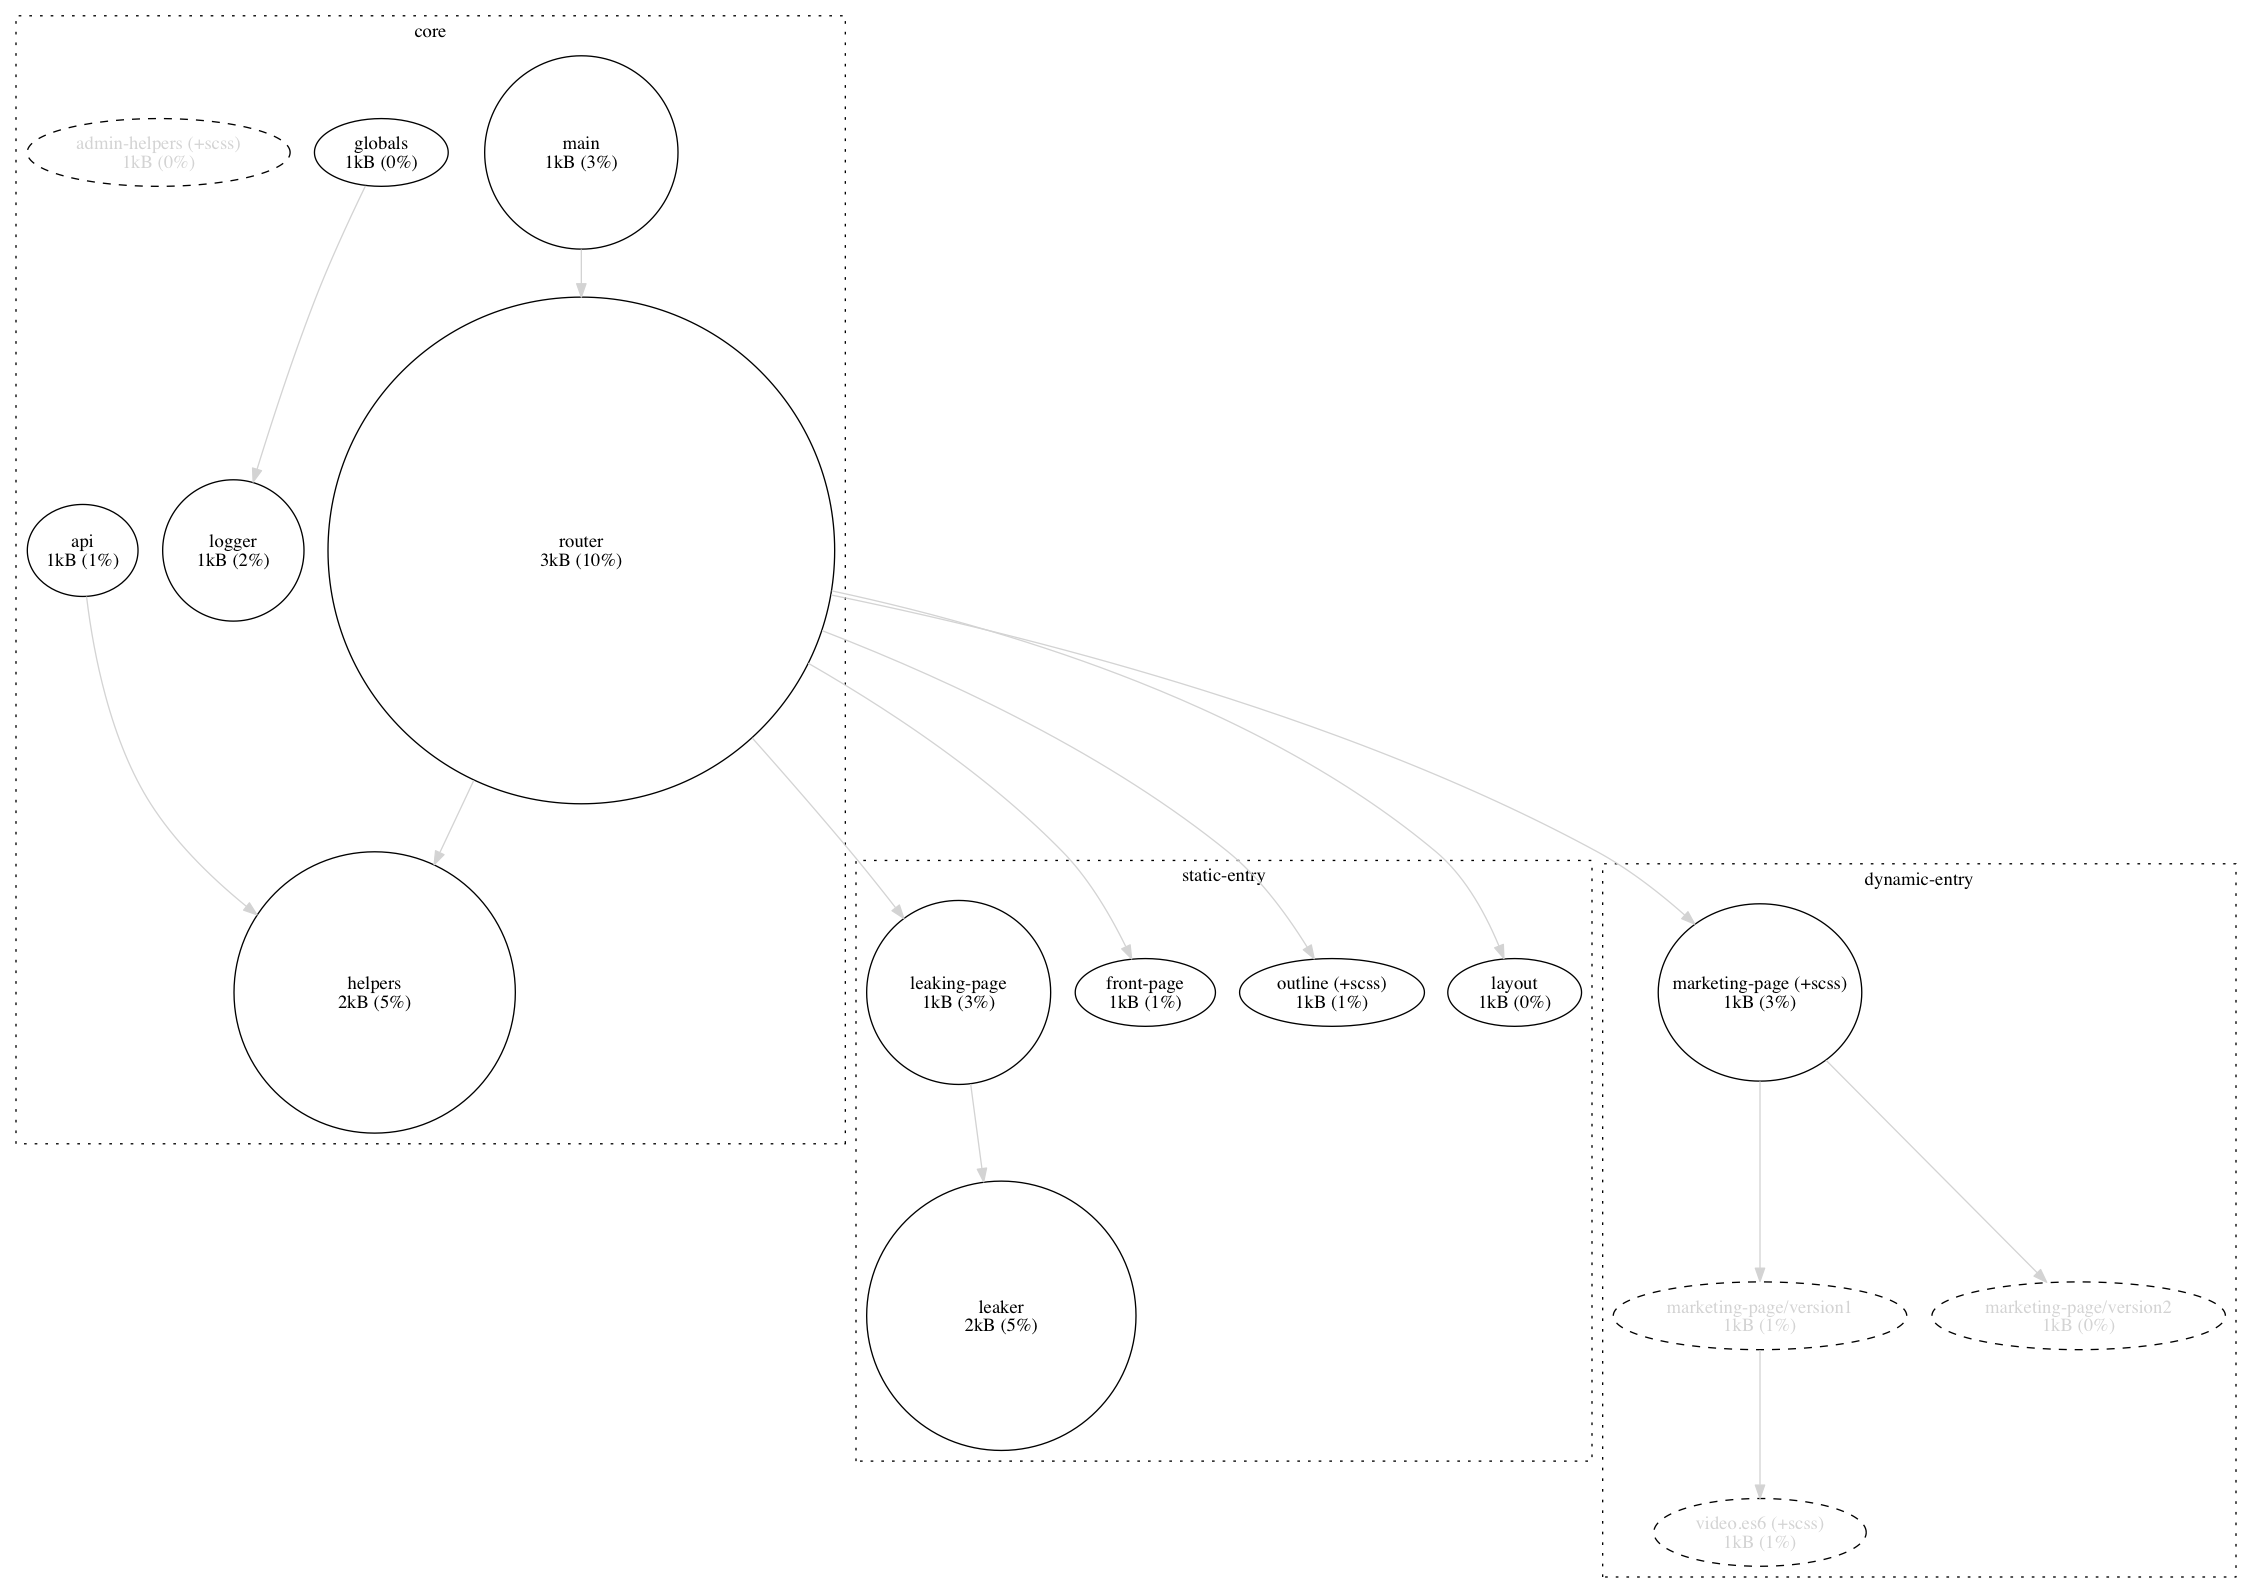 core
admin-helpers (+scss)
1kB (0%)
globals
1kB (0%)
main
1kB (3%)
api
1kB (1%)
logger
1kB (2%)
router
3kB (10%)
helpers
2kB (5%)
static-entry
leaking-page
1kB (3%)
front-page
1kB (1%)
outline (+scss)
1kB (1%)
layout
1kB (0%)
leaker
2kB (5%)
dynamic-entry
marketing-page (+scss)
1kB (3%)
marketing-page/version1
1kB (1%)
marketing-page/version2
1kB (0%)
video.es6 (+scss)
1kB (1%)